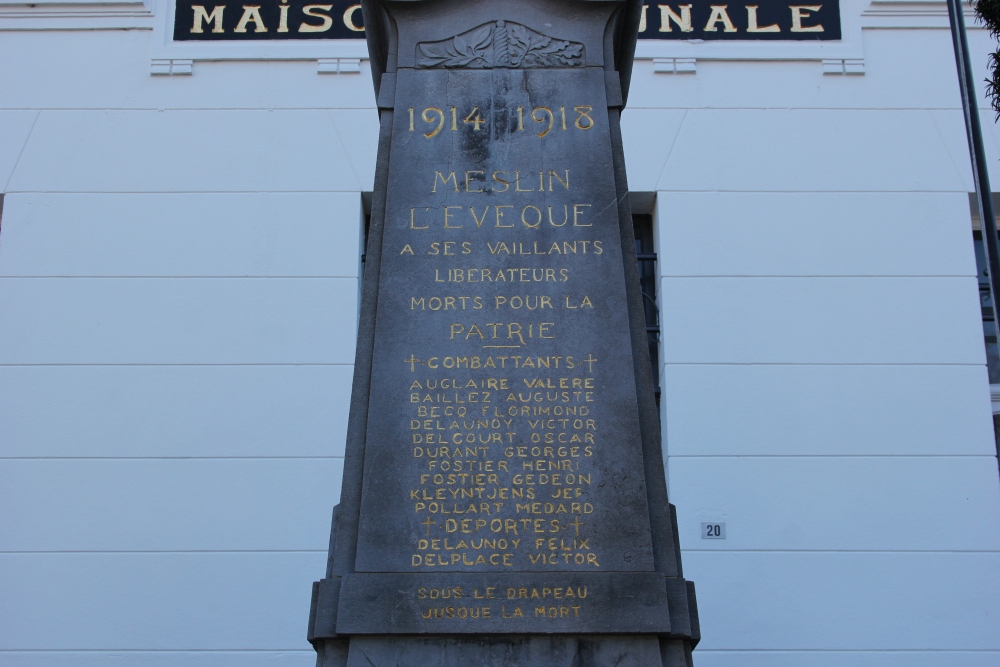 MAISO
NNALE
1914 1918
MESLIN
L'EVEQUE
A SES VAILLANTS
LIBERATEURS
MORTS POUR LA
PATRIE
COMBATTANTS
AUGLAIRE VALERE
BAILLEZ AUGUSTE
BECQ FLORIMOND
DELAUNOY VICTOR
DELCOURT OSCAR
DURANT GEORGES
FOSTIER HENRI
FOSTIER GEDEON
KLEYNTJENS JEF
POLLART MEDARD
DEPORTES
DELAUNOY FELIX
DELPLACE VICTOR
SOUS LE DRAPEAU
JUSQUE LA MORT
20